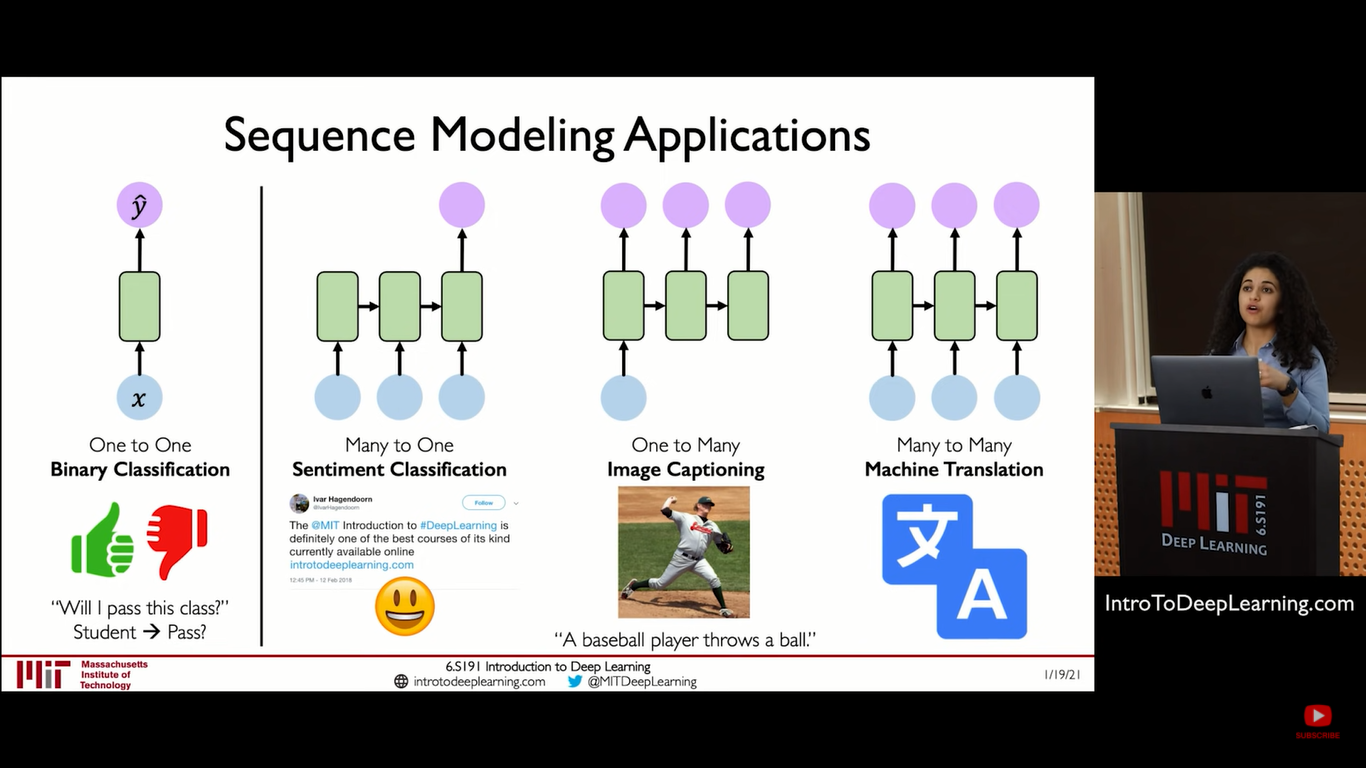 Sequence Modeling Applications
ŷ
x
One to One
Binary Classification
"Will I pass this class?"
Student → Pass?
Many to One
Sentiment Classification
Ivar Hagendoorn
@IvarHagendoorn
Follow
The @MIT Introduction to #DeepLearning is
definitely one of the best courses of its kind
currently available online
introtodeeplearning.com
12:45 PM - 12 Feb 2018
One to Many
Image Captioning
"A baseball player throws a ball."
Many to Many
Machine Translation
文
A
Massachusetts
Institute of
Technology
6.S191 Introduction to Deep Learning
introtodeeplearning.com @MITDeepLearning
1/19/21
MIT
6.S191
DEEP LEARNING
IntroToDeepLearning.com
SUBSCRIBE